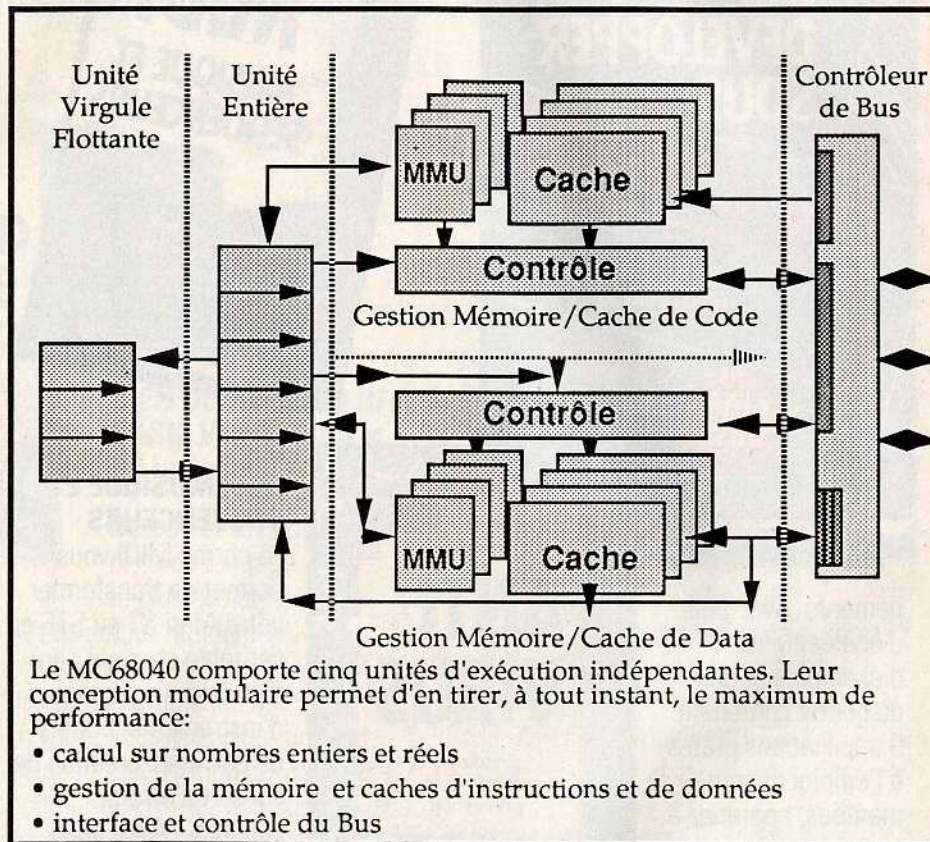 Unité
Virgule
Flottante
Unité
Entière
Contrôleur
de Bus
MMU
Cache
Contrôle
Gestion Mémoire/Cache de Code
Contrôle
MMU
Cache
Gestion Mémoire/Cache de Data
Le MC68040 comporte cinq unités d'exécution indépendantes. Leur
conception modulaire permet d'en tirer, à tout instant, le maximum de
performance:
• calcul sur nombres entiers et réels
• gestion de la mémoire et caches d'instructions et de données
• interface et contrôle du Bus